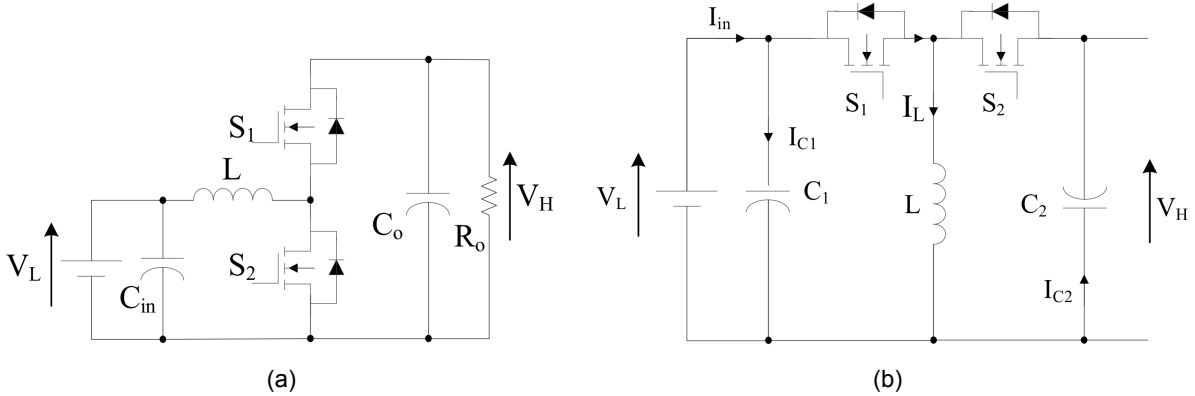 S1
L
VL
Cin
S2
Co
Ro
VH
(a)
Iin
S1
S2
IL
IC1
VL
C1
L
C2
VH
IC2
(b)